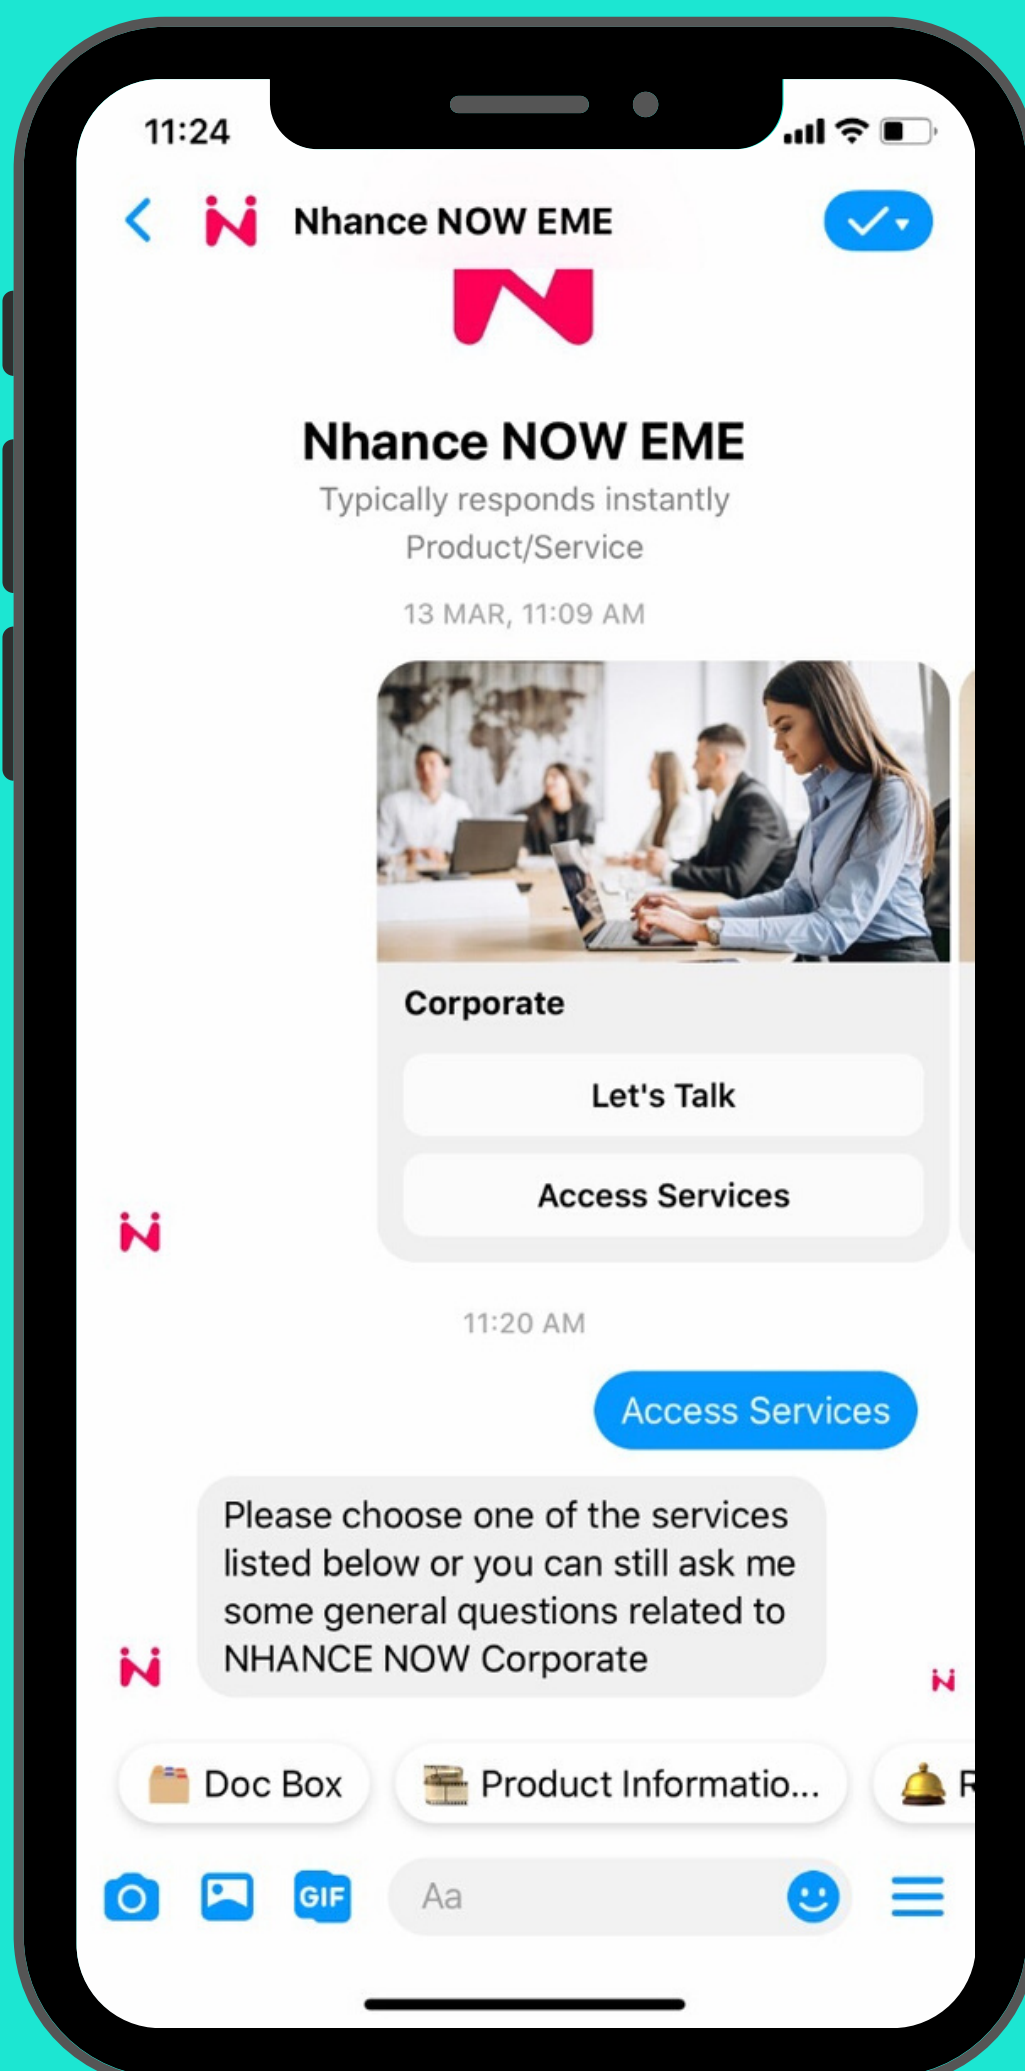 11:24
Nhance NOW EME
Nhance NOW EME
Typically responds instantly
Product/Service
13 MAR, 11:09 AM
Corporate
Let's Talk
Access Services
11:20 AM
Access Services
Please choose one of the services
listed below or you can still ask me
some general questions related to
NHANCE NOW Corporate
Doc Box
Product Informatio...
GIF
Aa